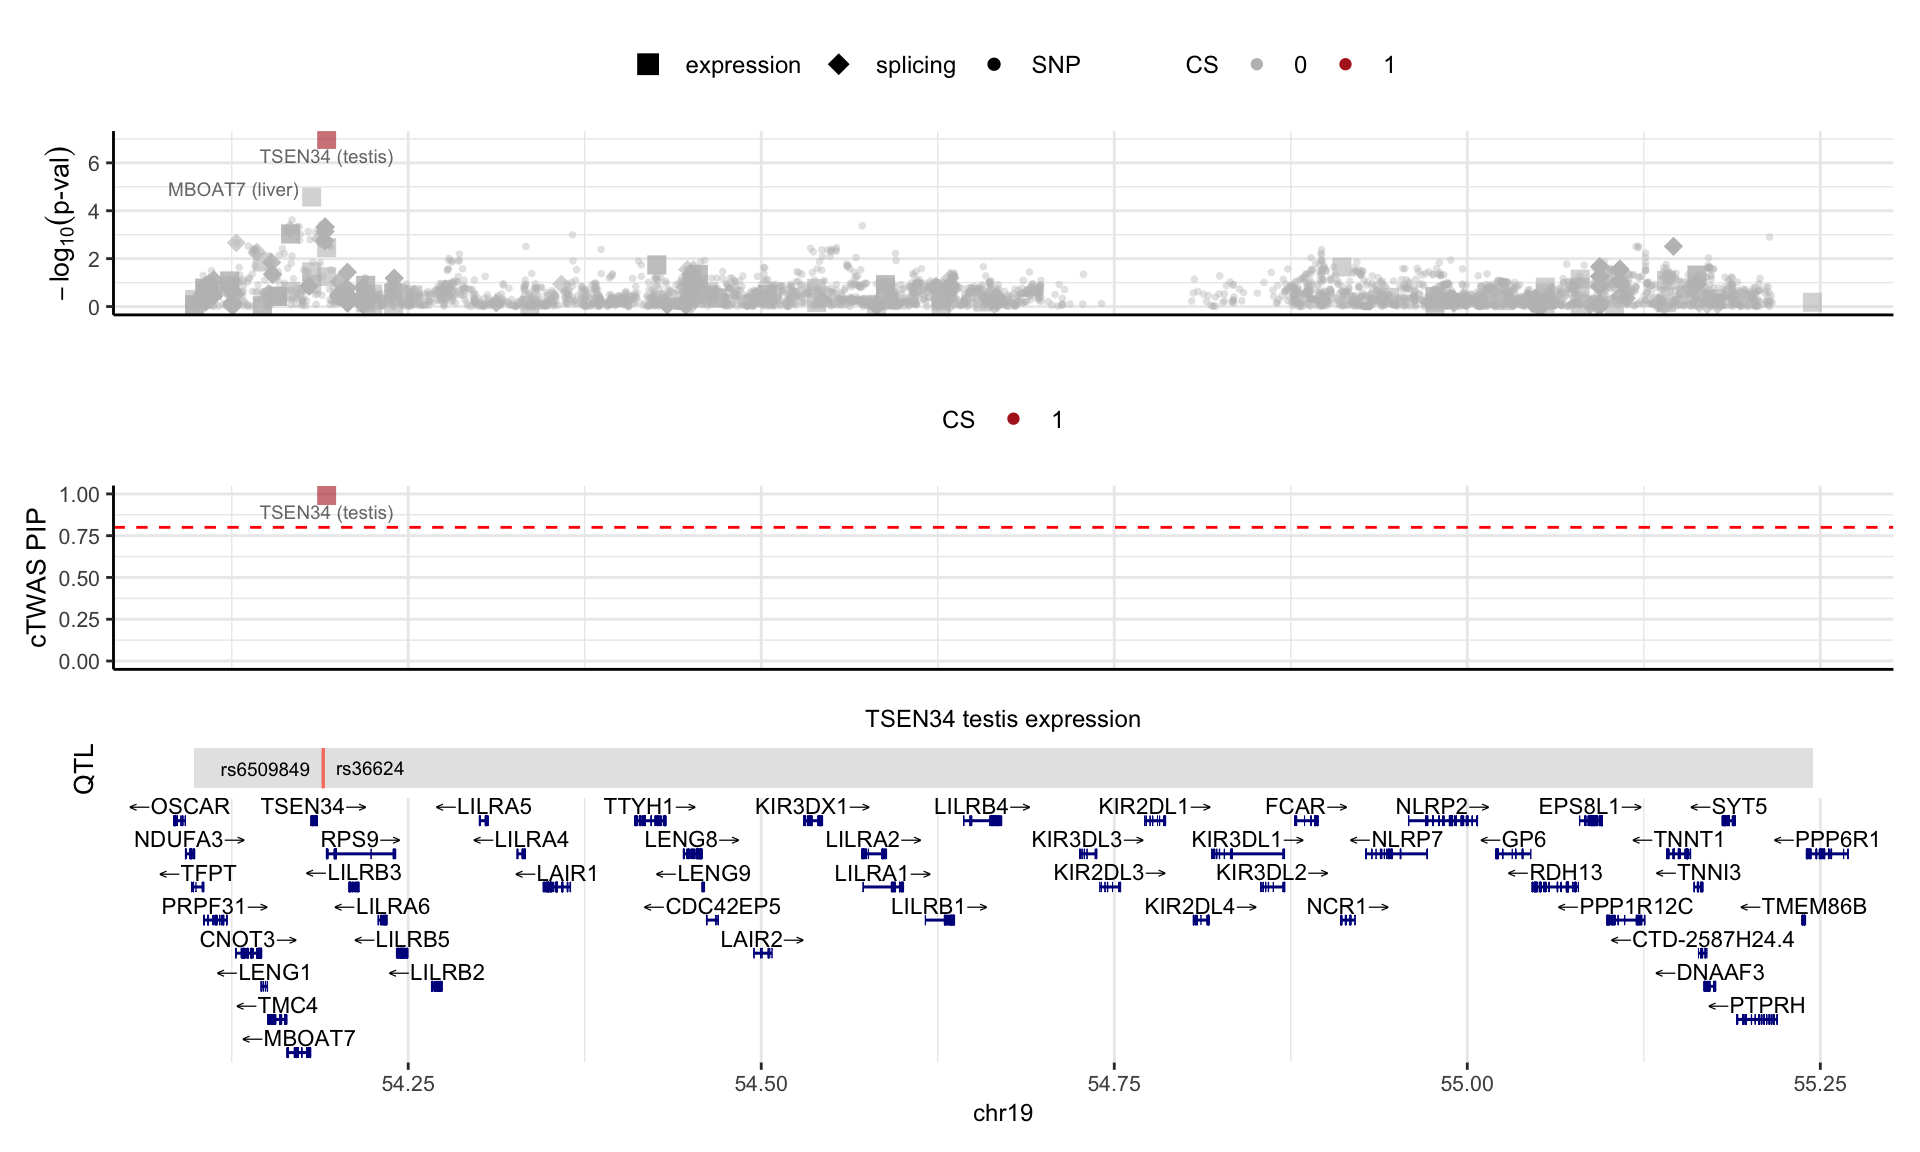 expression splicing SNP CS 0 1
−log10(p-val)
6
4
2
0
TSEN34 (testis)
MBOAT7 (liver)
CS 1
cTWAS PIP
1.00
0.75
0.50
0.25
0.00
TSEN34 (testis)
TSEN34 testis expression
QTL
rs6509849 rs36624
←OSCAR TSEN34→ ←LILRA5 TTYH1→ KIR3DX1→ LILRB4→ KIR2DL1→ FCAR→ NLRP2→ EPS8L1→ ←SYT5
NDUFA3→ RPS9→ ←LILRA4 LENG8→ LILRA2→ KIR3DL3→ KIR3DL1→ ←NLRP7 ←GP6 ←TNNT1 ←PPP6R1
←TFPT ←LILRB3 ←LAIR1 ←LENG9 LILRA1→ KIR2DL3→ KIR3DL2→ ←RDH13 ←TNNI3
PRPF31→ ←LILRA6 ←CDC42EP5 LILRB1→ KIR2DL4→ NCR1→ ←PPP1R12C ←TMEM86B
CNOT3→ ←LILRB5 LAIR2→ ←CTD-2587H24.4
←LENG1 ←LILRB2 ←DNAAF3
←TMC4 ←PTPRH
←MBOAT7
54.25 54.50 54.75 55.00 55.25
chr19